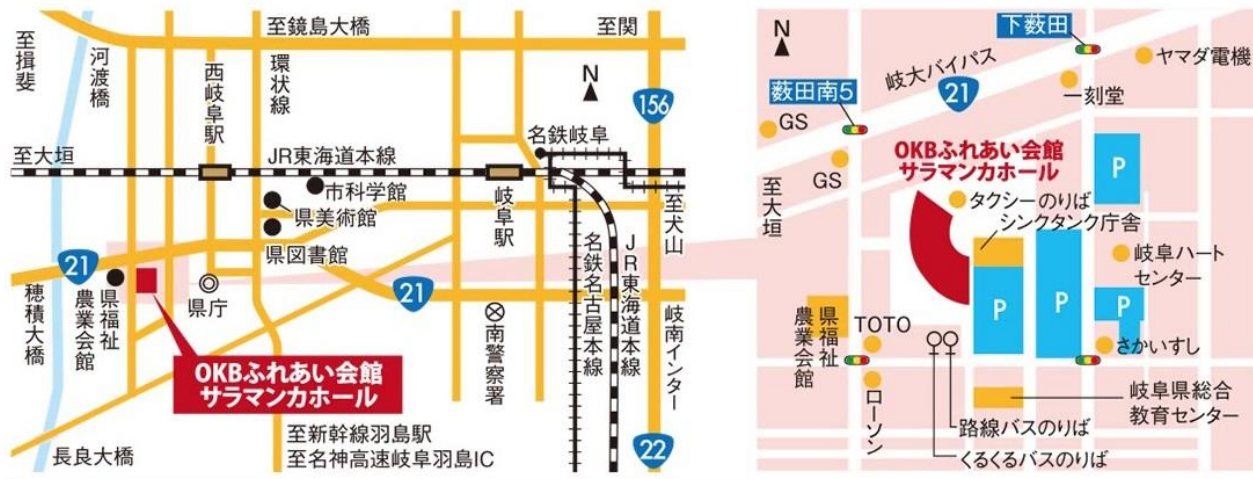 至鏡島大橋
至関
至揖斐
河渡橋
西岐阜駅
環状線
N
156
名鉄岐阜
至大垣
JR東海道本線
市科学館
県美術館
岐阜駅
至犬山
県図書館
21
穂積大橋
県福祉
農業会館
県庁
21
南警察署
名鉄名古屋本線
JR東海道本線
岐南インター
OKBふれあい会館
サラマンカホール
長良大橋
至新幹線羽島駅
至名神高速岐阜羽島IC
22
N
下薮田
ヤマダ電機
岐大バイパス
21
一刻堂
薮田南5
GS
GS
至大垣
OKBふれあい会館
サラマンカホール
P
タクシーのりば
シンクタンク庁舎
岐阜ハート
センター
P
P
P
県福祉
農業会館
TOTO
さかいすし
ローソン
岐阜県総合
教育センター
路線バスのりば
くるくるバスのりば